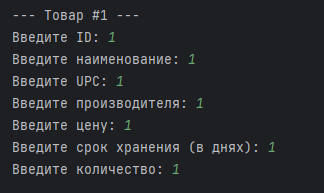 --- Товар #1 ---
Введите ID: 1
Введите наименование: 1
Введите UPC: 1
Введите производителя: 1
Введите цену: 1
Введите срок хранения (в днях): 1
Введите количество: 1